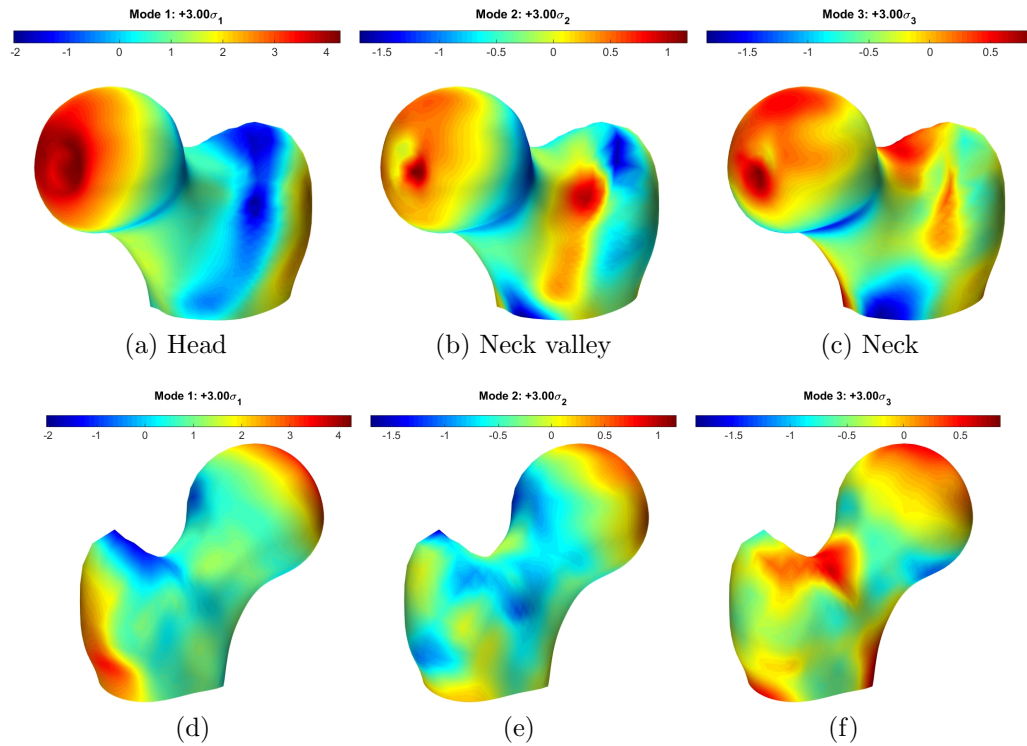 Mode 1: +3.00σ1
-2 -1 0 1 2 3 4
Mode 2: +3.00σ2
-1.5 -1 -0.5 0 0.5 1
Mode 3: +3.00σ3
-1.5 -1 -0.5 0 0.5
(a) Head
(b) Neck valley
(c) Neck
Mode 1: +3.00σ1
-2 -1 0 1 2 3 4
Mode 2: +3.00σ2
-1.5 -1 -0.5 0 0.5 1
Mode 3: +3.00σ3
-1.5 -1 -0.5 0 0.5
(d)
(e)
(f)